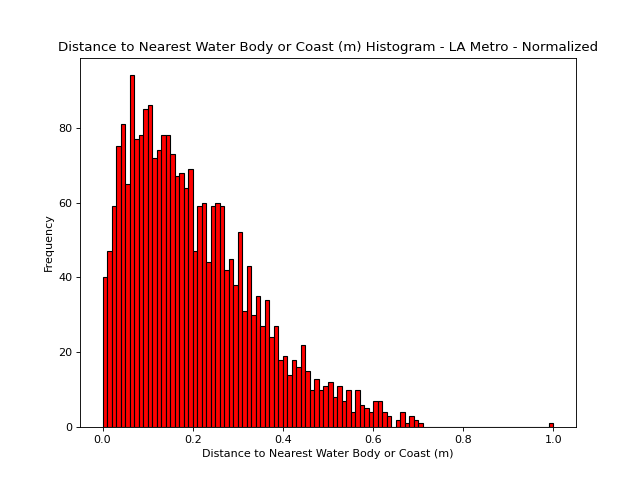 Distance to Nearest Water Body or Coast (m) Histogram - LA Metro - Normalized
Frequency
80
60
40
20
0
0.0 0.2 0.4 0.6 0.8 1.0
Distance to Nearest Water Body or Coast (m)